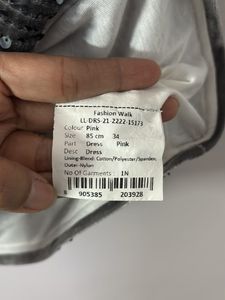 Fashion Walk
LL-DRS-21-2222-15173
Colour Pink
Size 85 cm 34
Part Dress Pink
Desc Dress
Lining-Blend: Cotton/Polyester/Spandex;
Outer-Nylon
No Of Garments : 1N
8 905385 203928